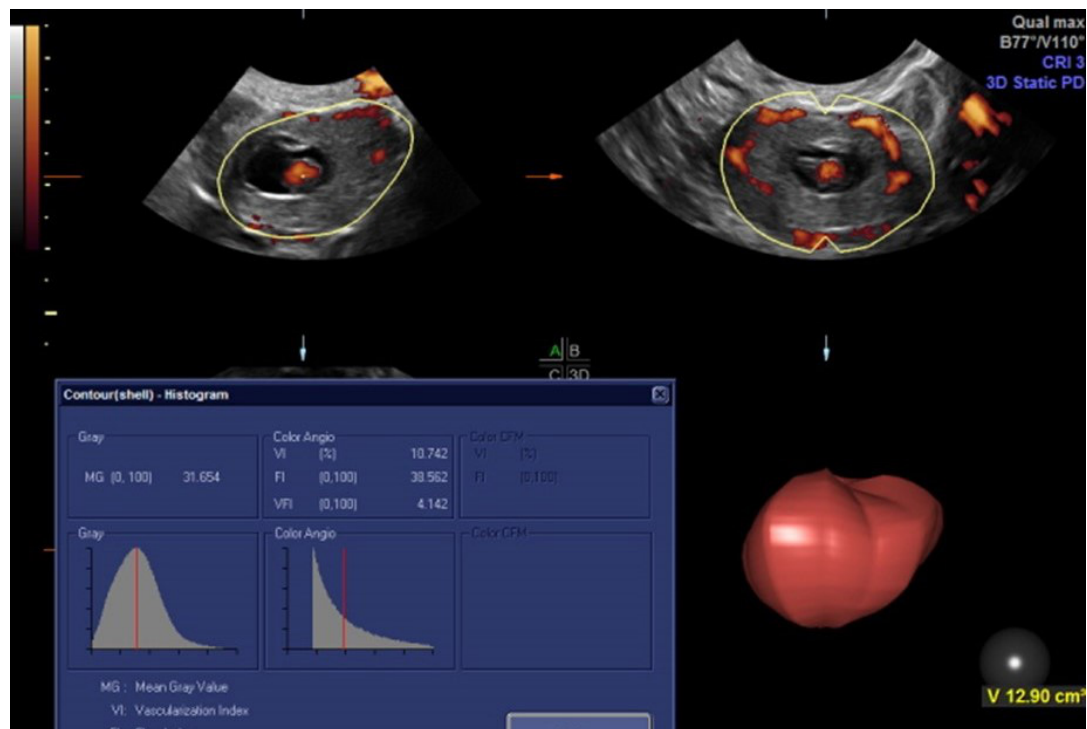 Qual max
B77°/V110°
CRI 3
3D Static PD
A B
C 3D
Contour(shell) - Histogram
Gray
MG (0, 100) 31.654
Color Angio
VI (%) 10.742
FI (0,100) 38.562
VFI (0,100) 4.142
Color CFM
VI (%)
FI (0,100)
Gray
Color Angio
Color CFM
MG : Mean Gray Value
VI: Vascularization Index
V 12.90 cm³